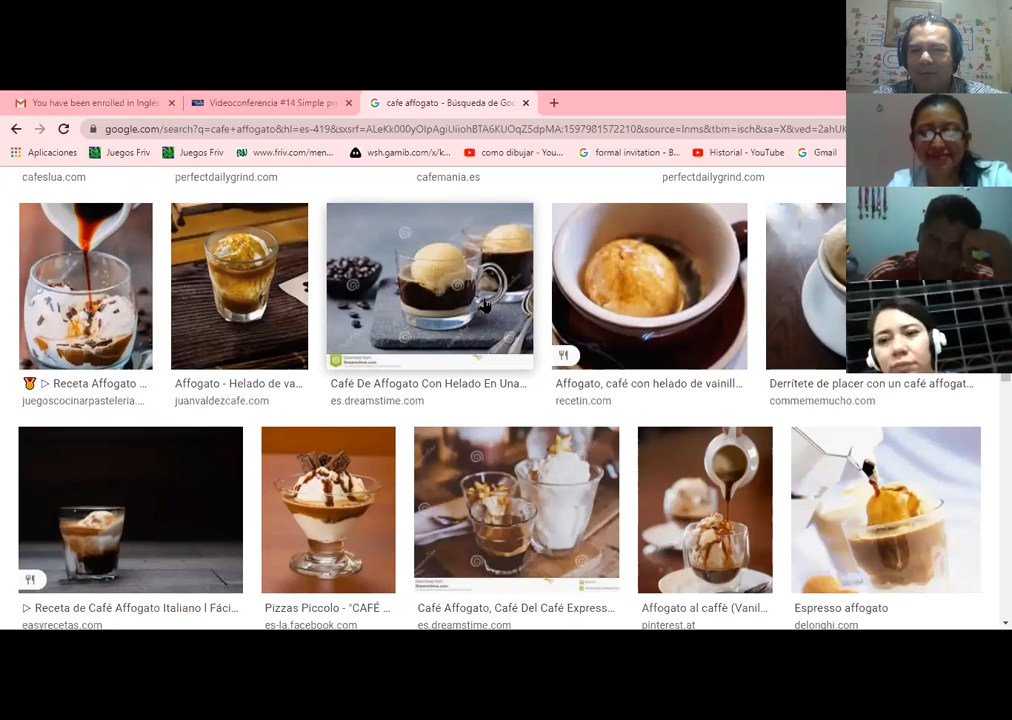 You have been enrolled in Inglés
Videoconferencia #14 Simple pr
cafe affogato - Búsqueda de Goo
google.com/search?q=cafe+affogato&hl=es-419&sxsrf=ALeKk000yOlpAgiUiiohBTA6KUOqZ5dpMA:1597981572210&source=lnms&tbm=isch&sa=X&ved=2ahUK
Aplicaciones
Juegos Friv
Juegos Friv
www.friv.com/men...
wsh.gamib.com/x/k...
como dibujar - You...
formal invitation - B...
Historial - YouTube
Gmail
cafeslua.com
perfectdailygrind.com
cafemania.es
perfectdailygrind.com
▷ Receta Affogato ...
juegoscocinarpasteleria....
Affogato - Helado de va...
juanvaldezcafe.com
Café De Affogato Con Helado En Una...
es.dreamstime.com
Affogato, café con helado de vainill...
recetin.com
Derrítete de placer con un café affogat...
commememucho.com
▷ Receta de Café Affogato Italiano l Fáci...
easyrecetas.com
Pizzas Piccolo - "CAFÉ ...
es-la.facebook.com
Café Affogato, Café Del Café Express...
es.dreamstime.com
Affogato al caffè (Vanil...
pinterest.at
Espresso affogato
delonghi.com